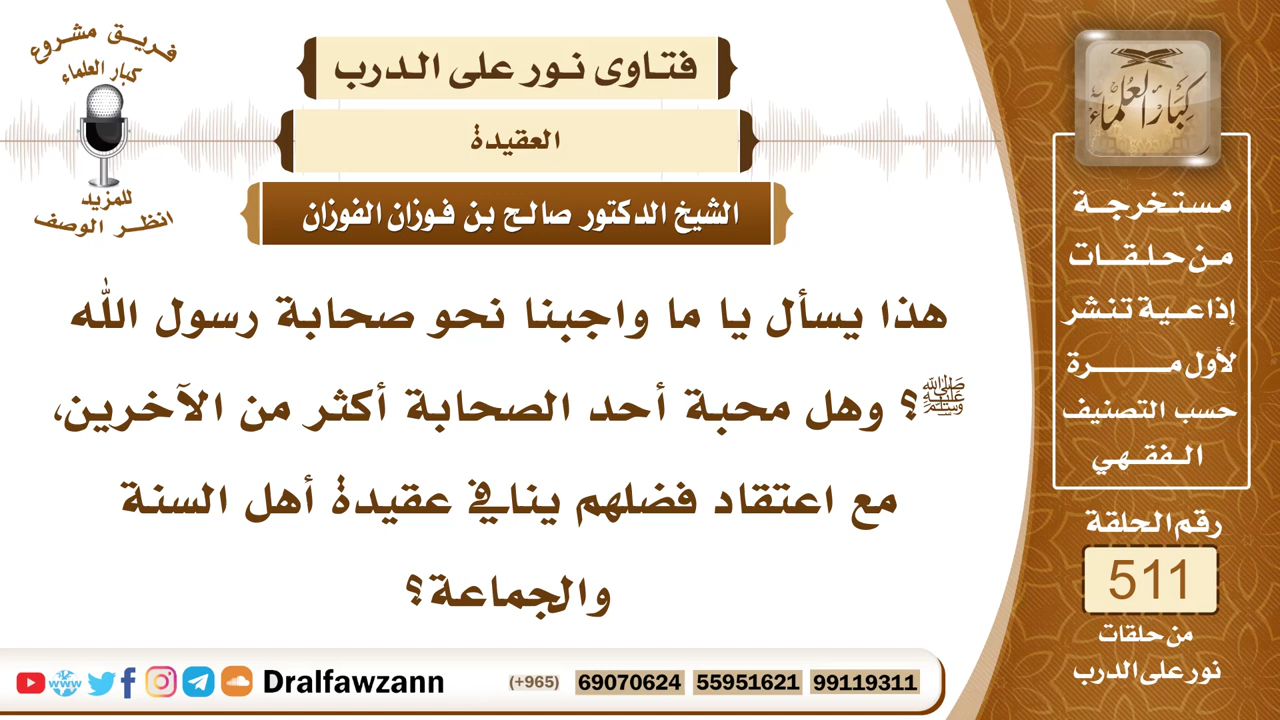 فريق مشروع
كبار العلماء
للمزيد
انظر الوصف
فتاوى نور على الدرب
العقيدة
الشيخ الدكتور صالح بن فوزان الفوزان
هذا يسأل يا ما واجبنا نحو صحابة رسول الله
ﷺ؟ وهل محبة أحد الصحابة أكثر من الآخرين،
مع اعتقاد فضلهم ينافي عقيدة أهل السنة
والجماعة؟
كبار العلماء
مستخرجة
من حلقات
إذاعية تنشر
لأول مرة
حسب التصنيف
الفقهي
رقم الحلقة
511
من حلقات
نور على الدرب
www Dralfawzann (+965) 69070624 55951621 99119311